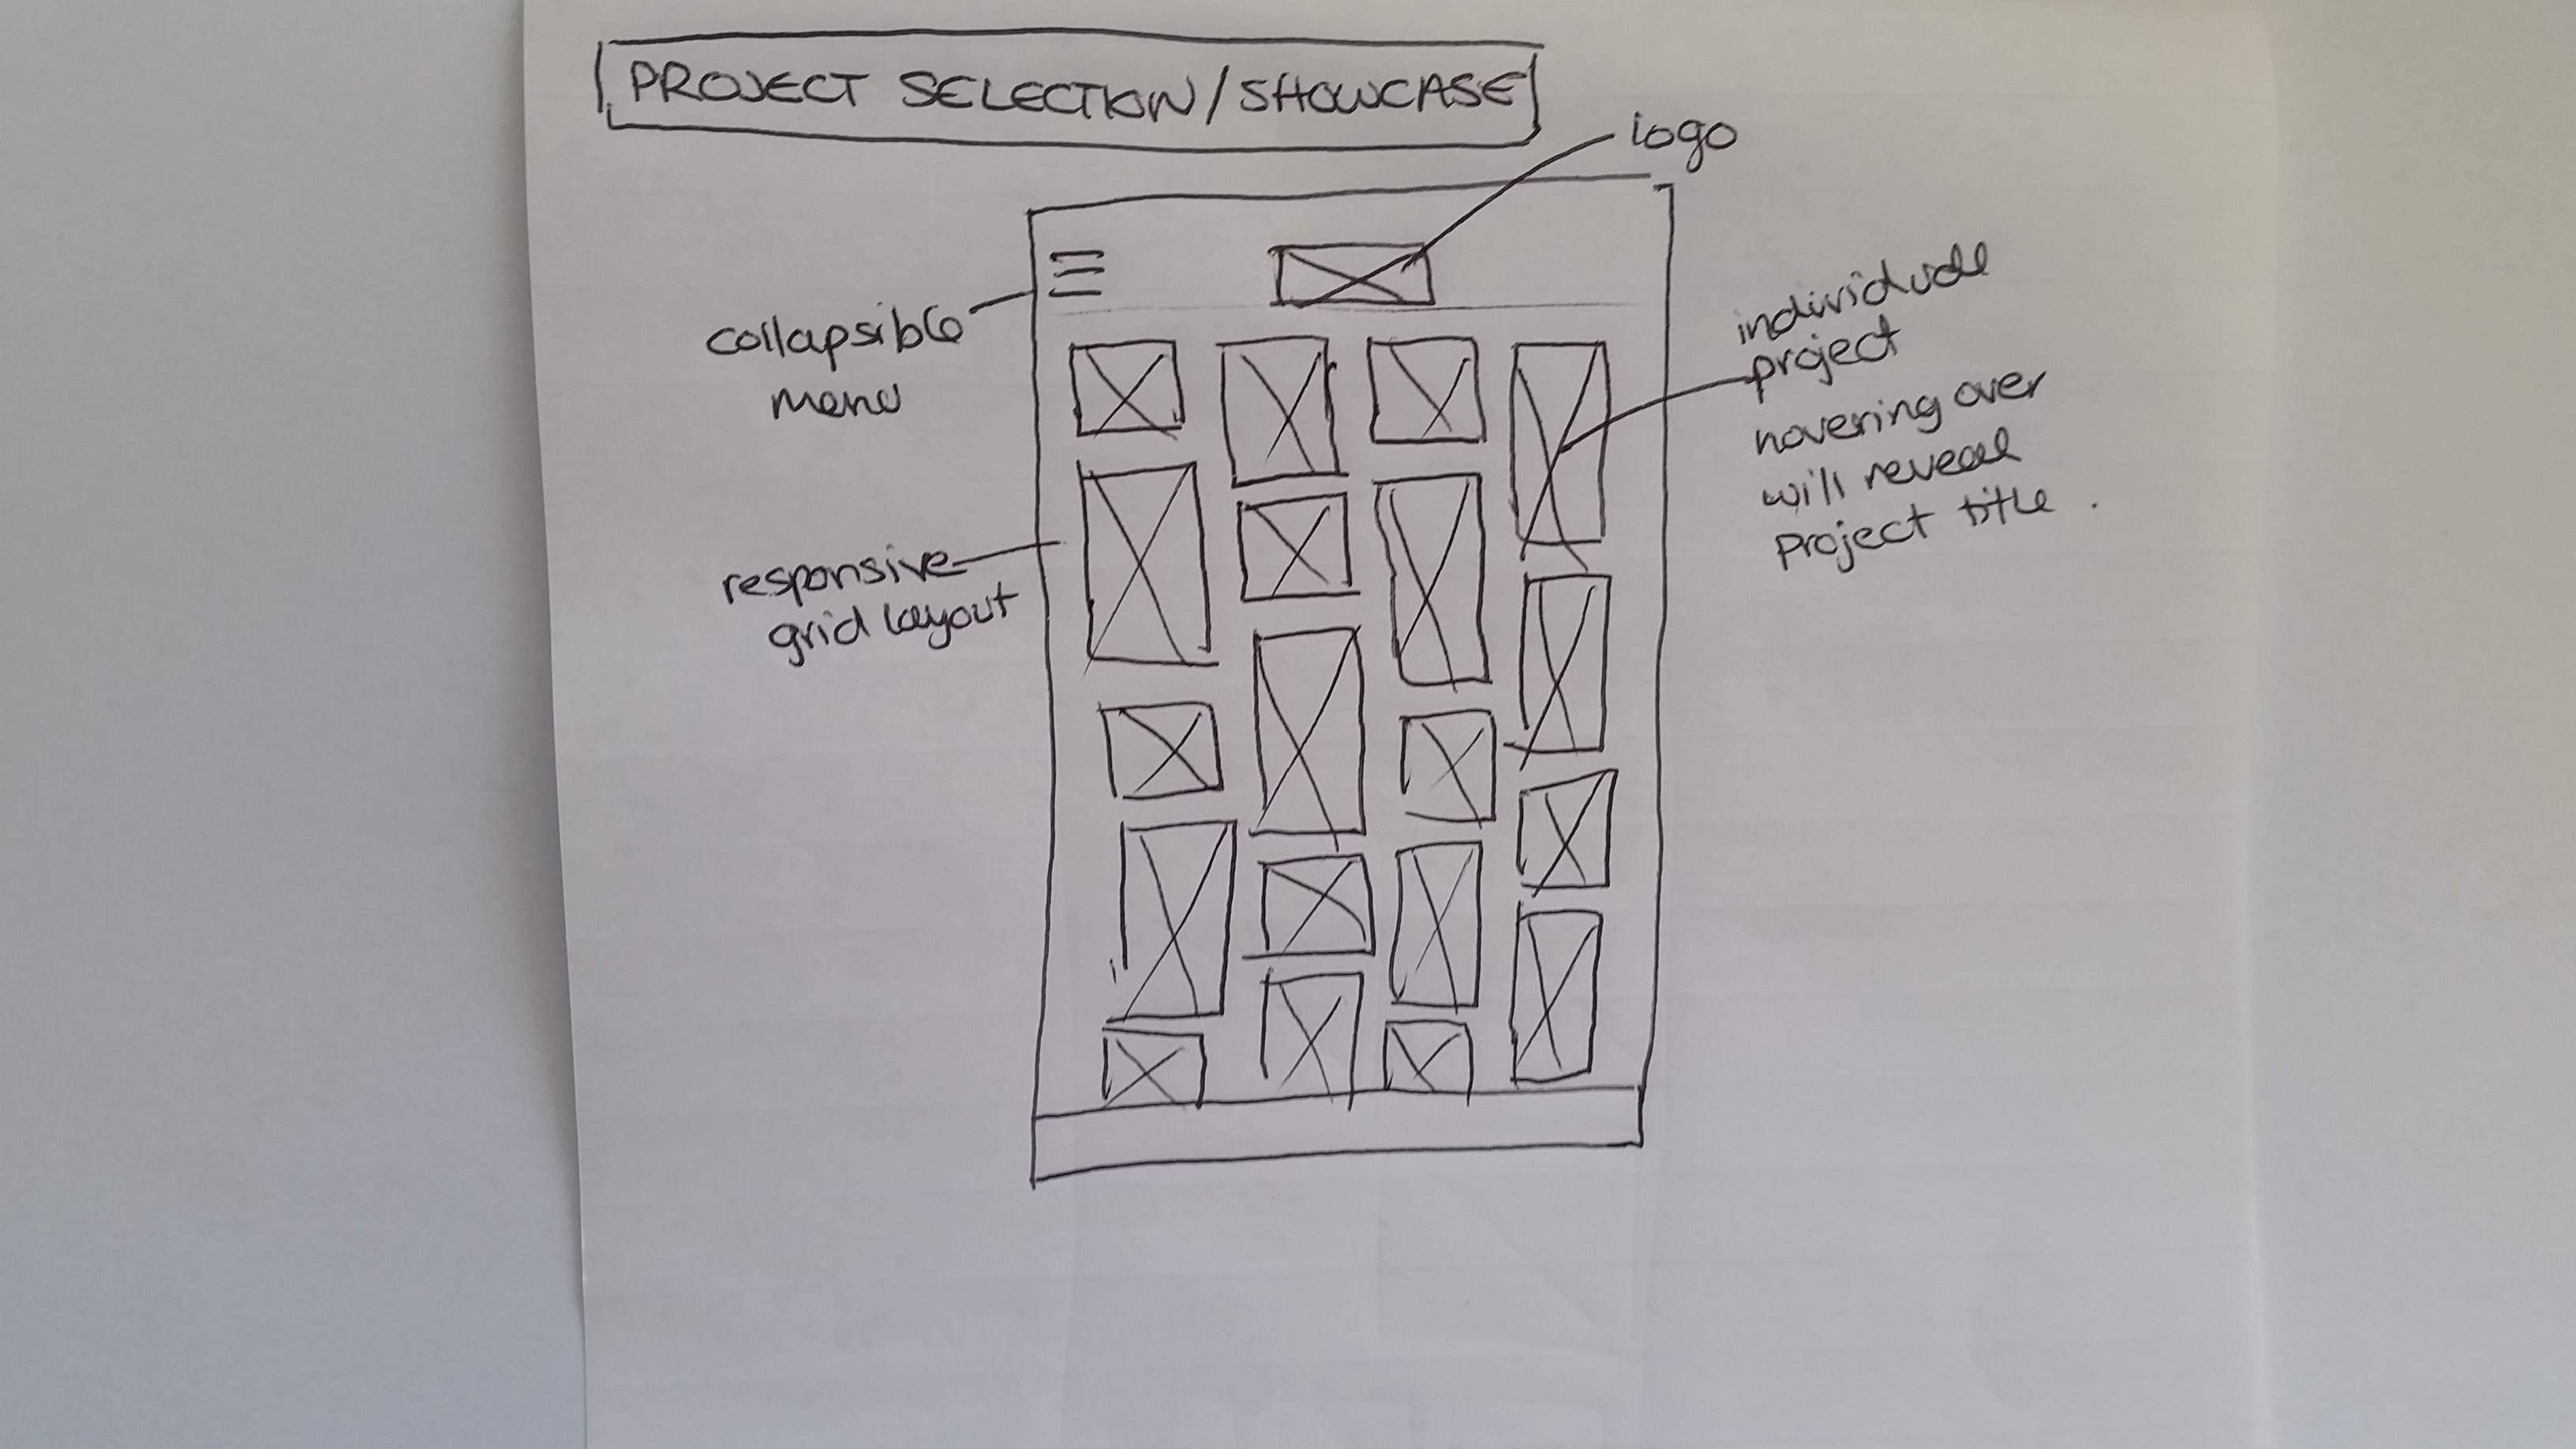 PROJECT SELECTION/SHOWCASE
logo
collapsible
menu
responsive
grid layout
individual
project
hovering over
will reveal
Project title.